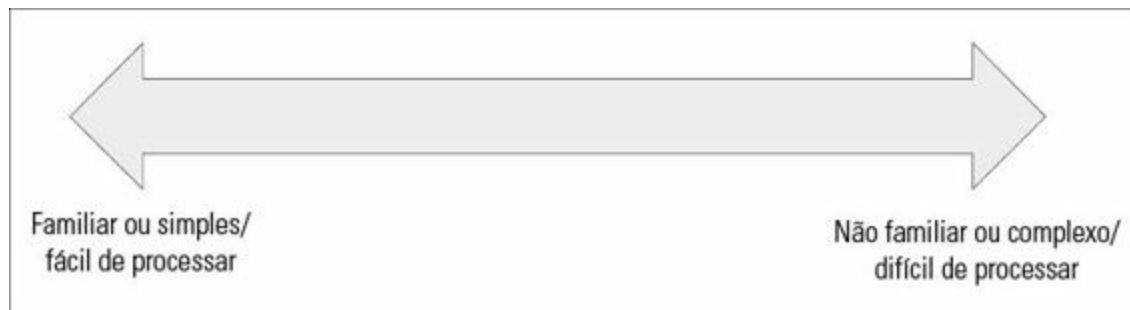 Familiar ou simples/
fácil de processar
Não familiar ou complexo/
difícil de processar